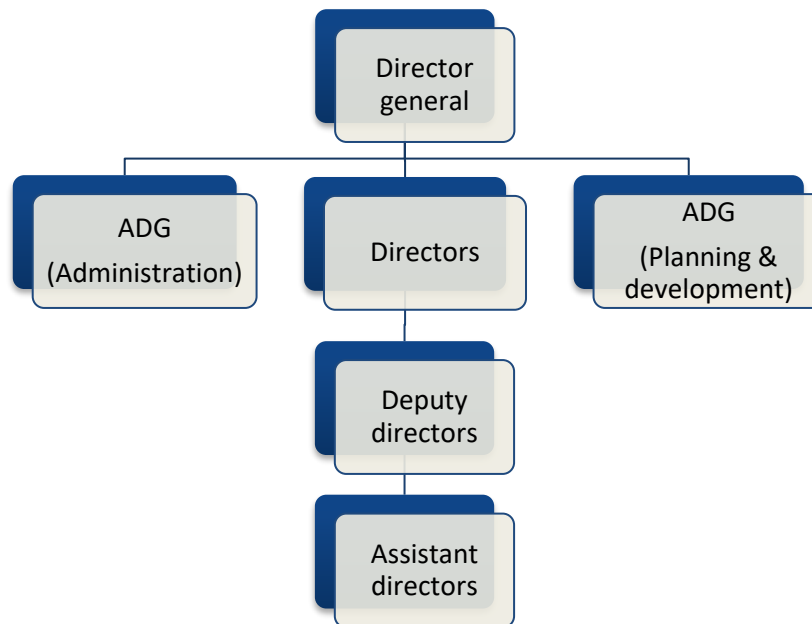 Director
general
ADG
(Administration)
Directors
ADG
(Planning &
development)
Deputy
directors
Assistant
directors